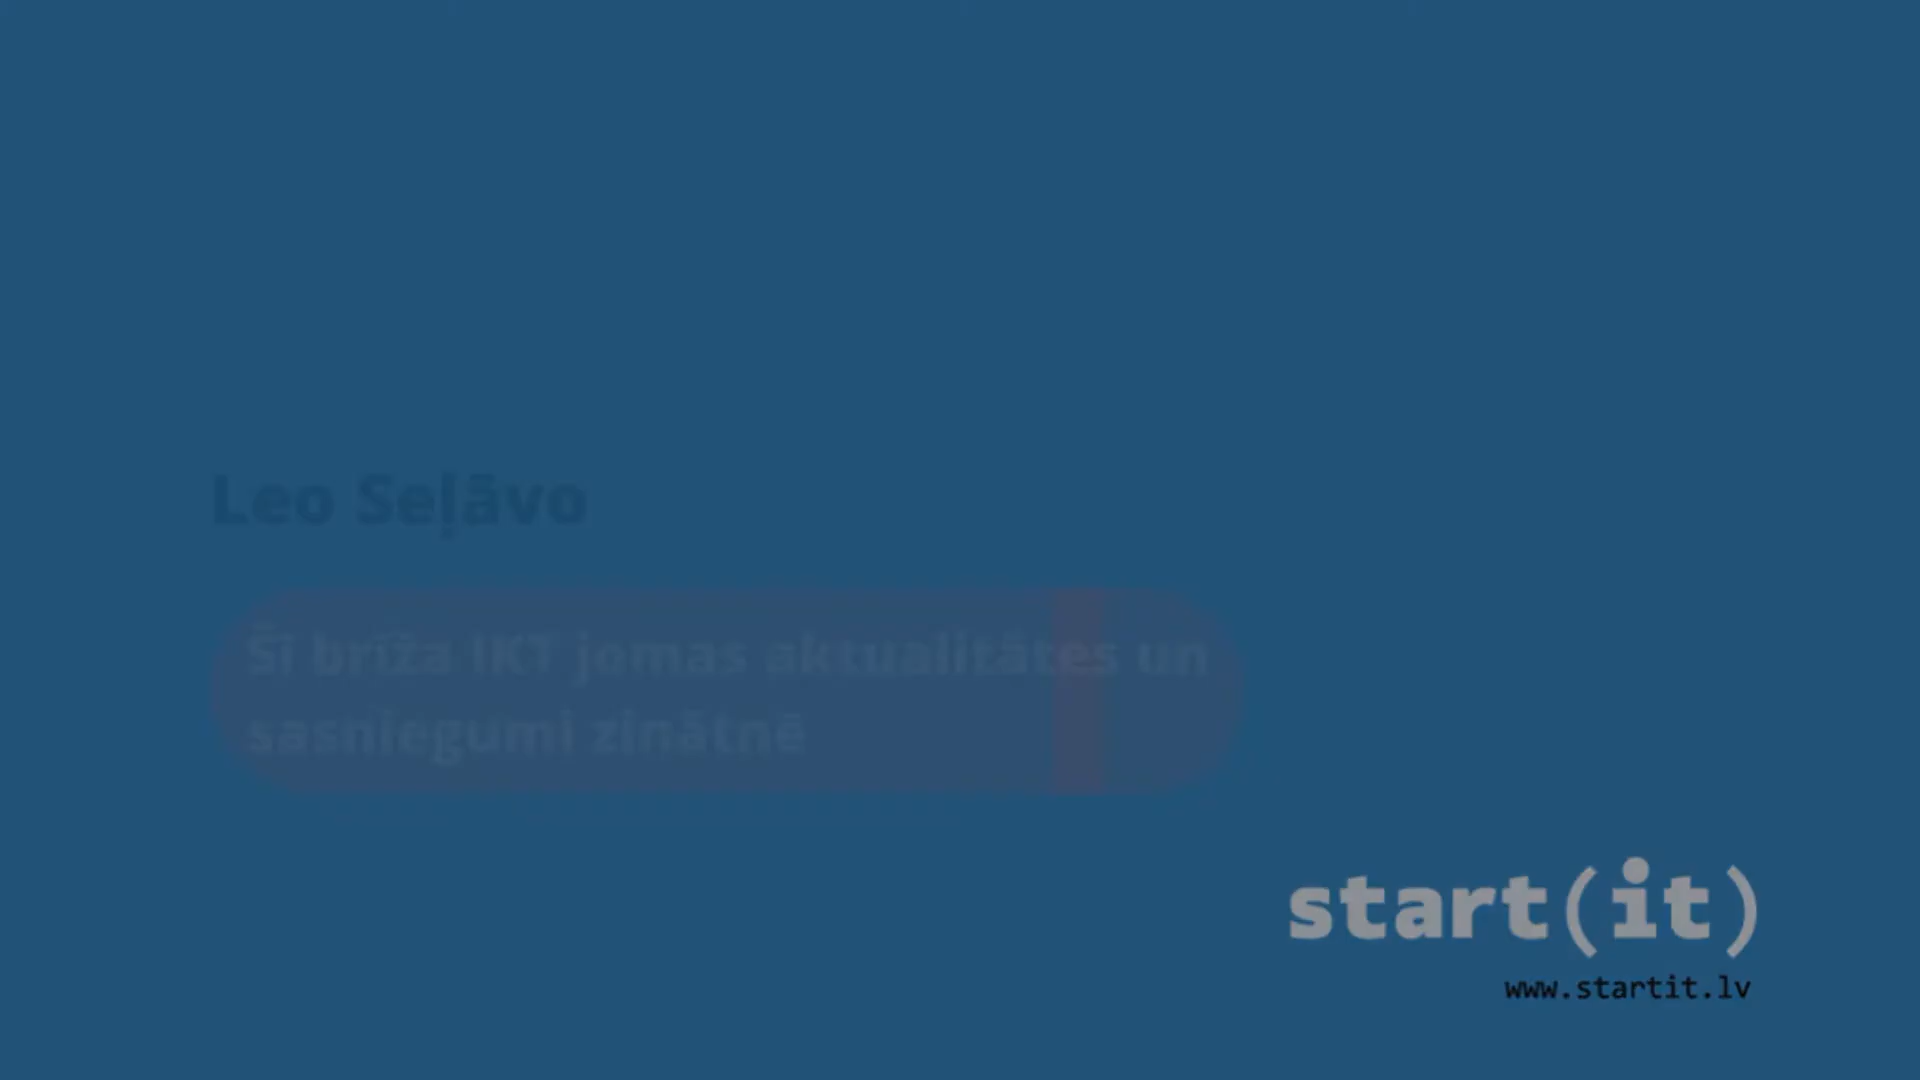 Leo Seļāvo
Šī brīža IKT jomas aktualitātes un
sasniegumi zinātnē
start(it)
www.startit.lv